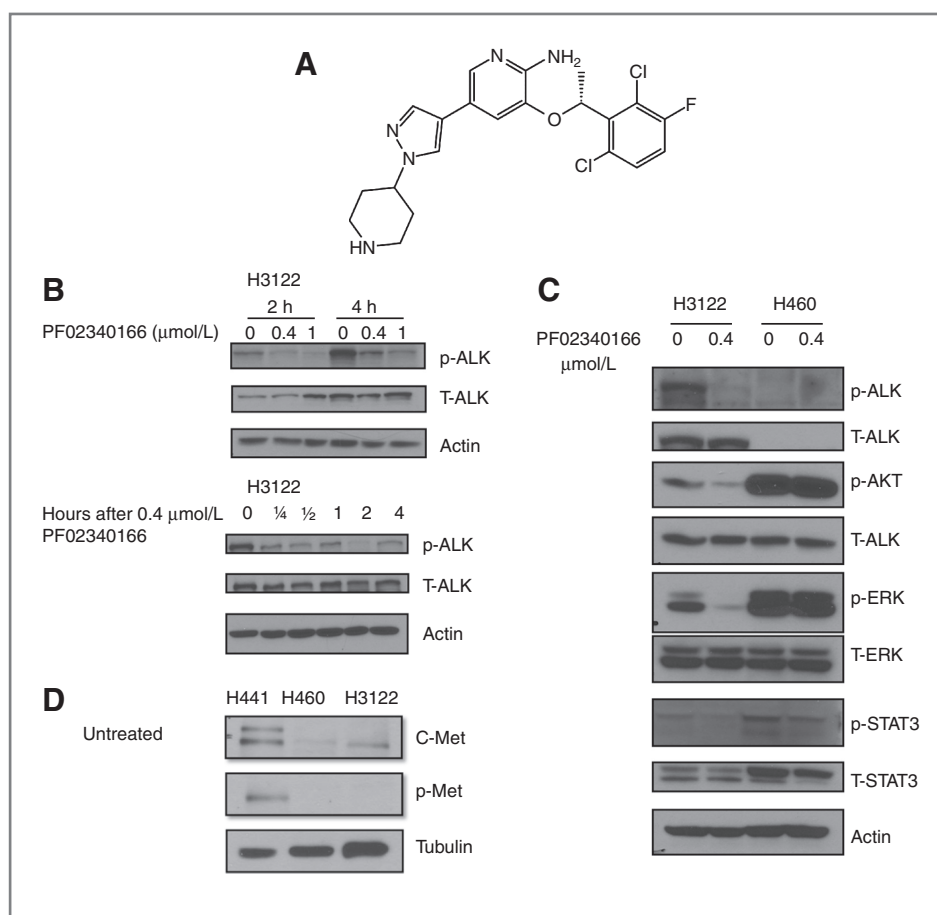 A
N
NH2
Cl
F
O
Cl
N
N
HN
B
H3122
2 h 4 h
PF02340166 (μmol/L) 0 0.4 1 0 0.4 1
p-ALK
T-ALK
Actin
H3122
Hours after 0.4 μmol/L 0 ¼ ½ 1 2 4
PF02340166
p-ALK
T-ALK
Actin
C
H3122 H460
PF02340166 0 0.4 0 0.4
μmol/L
p-ALK
T-ALK
p-AKT
T-ALK
p-ERK
T-ERK
p-STAT3
T-STAT3
Actin
D
H441 H460 H3122
Untreated
C-Met
p-Met
Tubulin